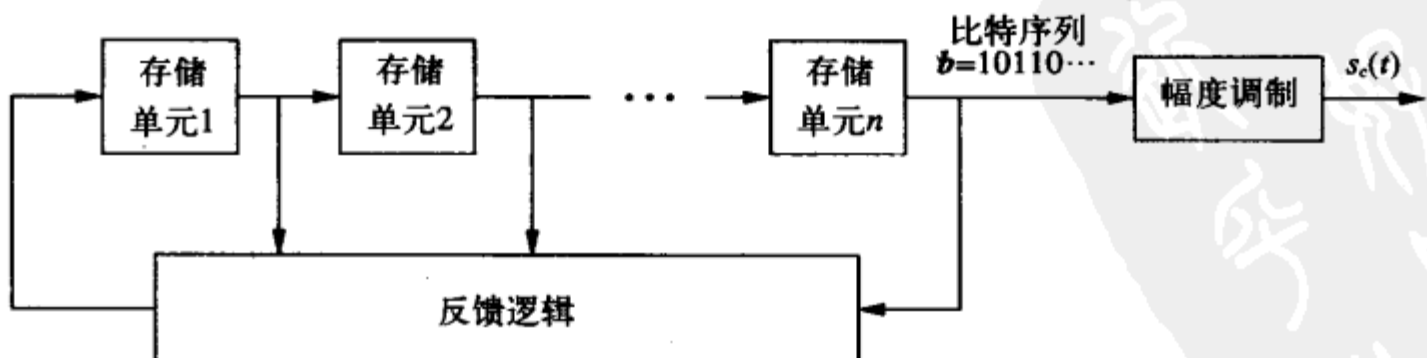 存储
单元1
存储
单元2
...
存储
单元n
比特序列
b=10110…
幅度调制
s_c(t)
反馈逻辑